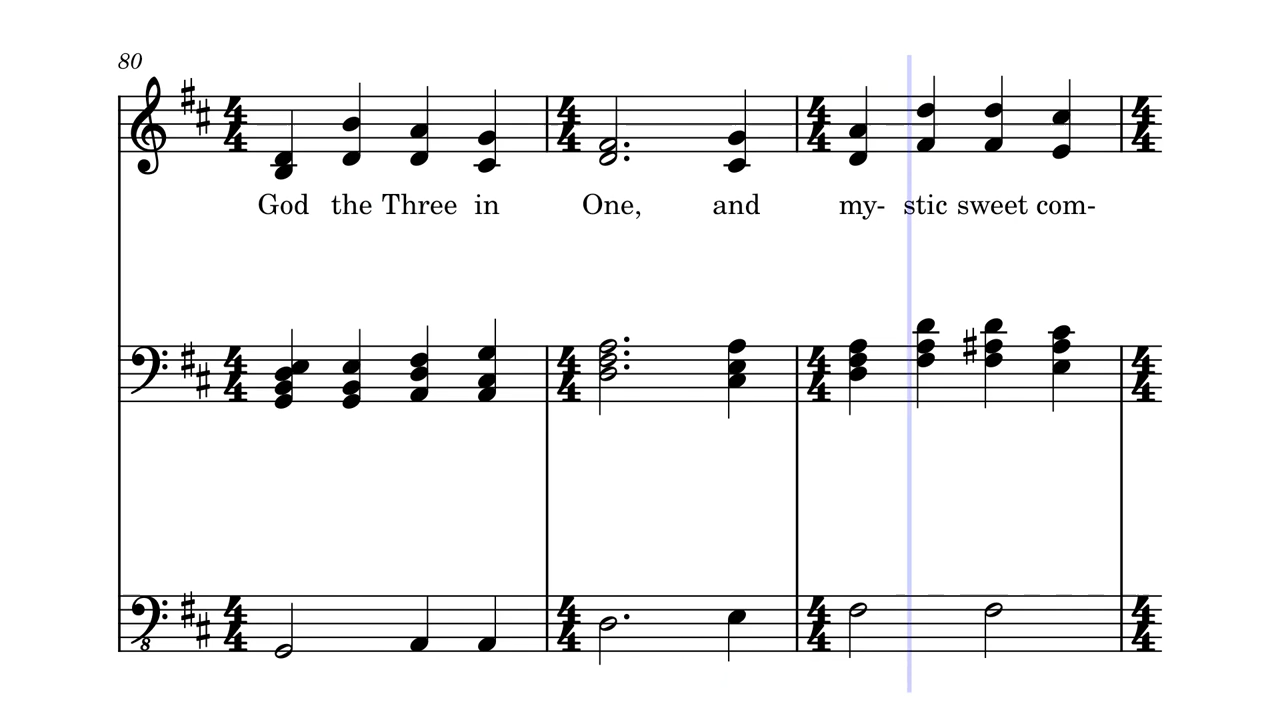 80
God the Three in One, and my- stic sweet com-